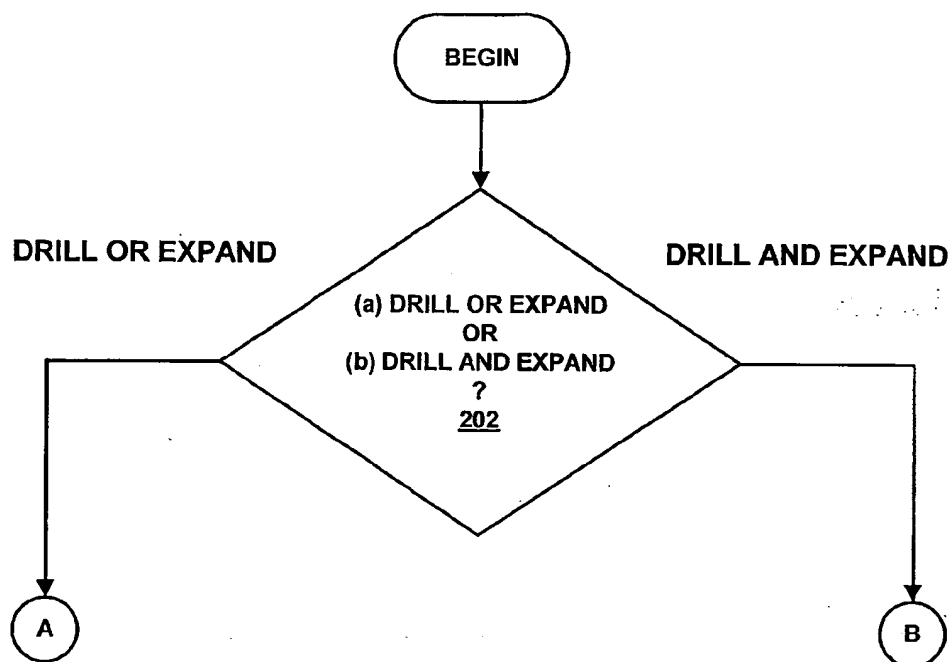 BEGIN
DRILL OR EXPAND
DRILL AND EXPAND
(a) DRILL OR EXPAND
OR
(b) DRILL AND EXPAND
?
202
A
B